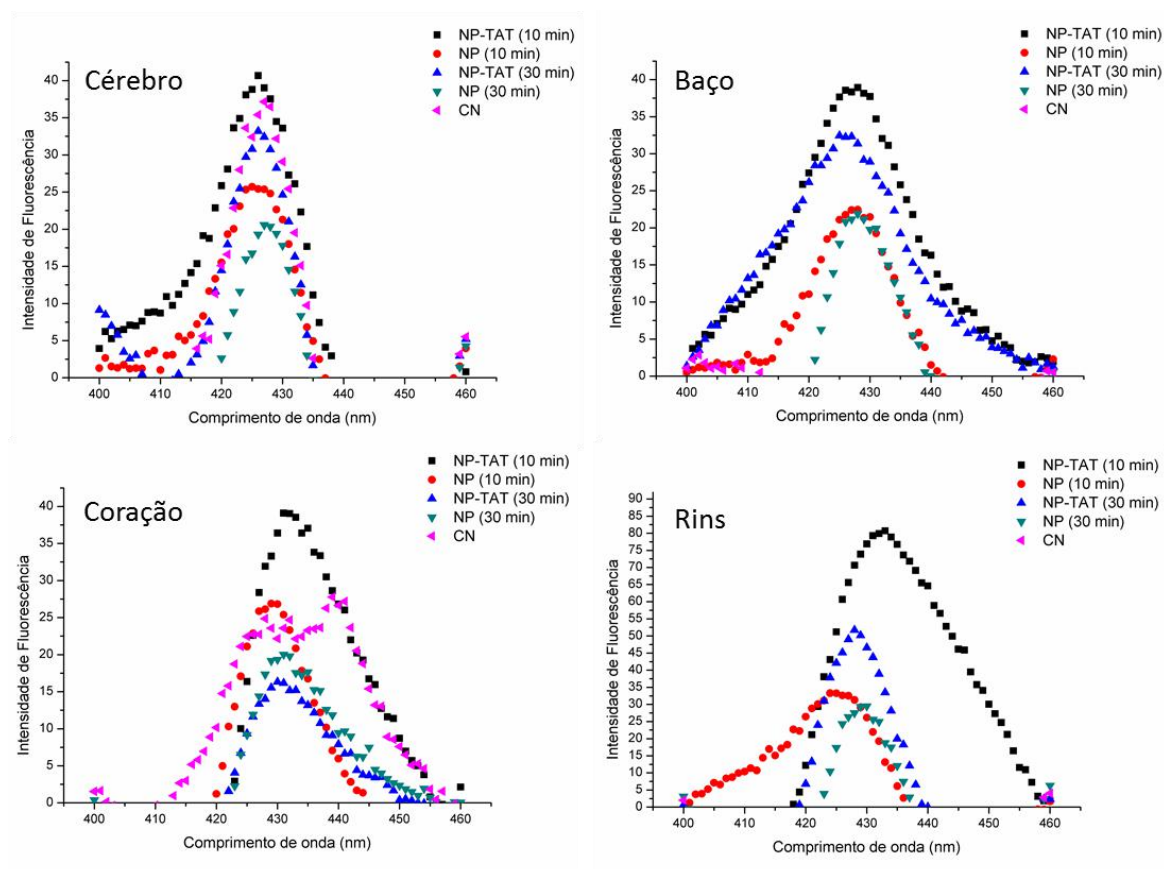 Cérebro
NP-TAT (10 min)
NP (10 min)
NP-TAT (30 min)
NP (30 min)
CN
Intensidade de Fluorescência
40
35
30
25
20
15
10
5
0
400 410 420 430 440 450 460
Comprimento de onda (nm)
Baço
NP-TAT (10 min)
NP (10 min)
NP-TAT (30 min)
NP (30 min)
CN
Intensidade de Fluorescência
40
35
30
25
20
15
10
5
0
400 410 420 430 440 450 460
Comprimento de onda (nm)
Coração
NP-TAT (10 min)
NP (10 min)
NP-TAT (30 min)
NP (30 min)
CN
Intensidade de Fluorescência
40
35
30
25
20
15
10
5
0
400 410 420 430 440 450 460
Comprimento de onda (nm)
Rins
NP-TAT (10 min)
NP (10 min)
NP-TAT (30 min)
NP (30 min)
CN
Intensidade de Fluorescência
90
85
80
75
70
65
60
55
50
45
40
35
30
25
20
15
10
5
0
400 410 420 430 440 450 460
Comprimento de onda (nm)